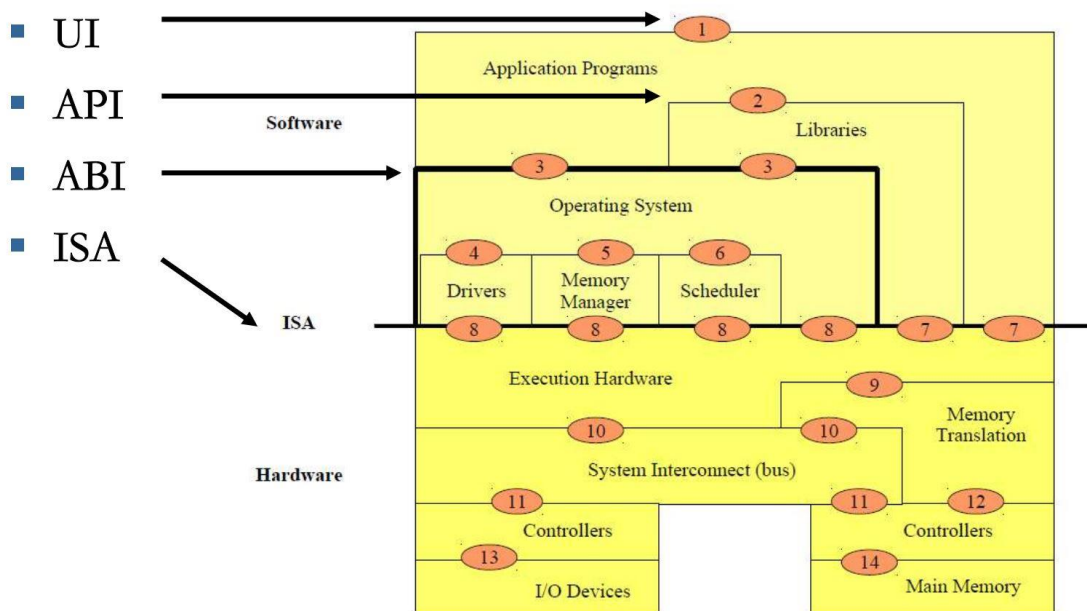 UI
1
Application Programs
API
2
Software
Libraries
ABI
3
3
Operating System
ISA
4
5
6
Drivers
Memory
Manager
Scheduler
ISA
8
8
8
8
7
7
Execution Hardware
9
Memory
Translation
10
10
System Interconnect (bus)
Hardware
11
11
12
Controllers
Controllers
13
14
I/O Devices
Main Memory